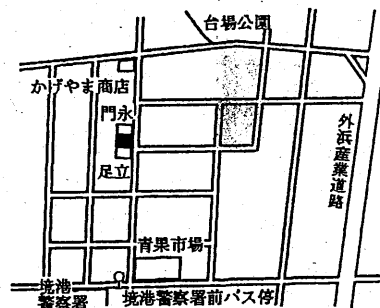 台場公園
かげやま商店
門永
足立
外浜産業道路
青果市場
境港
警察署
境港警察署前バス停